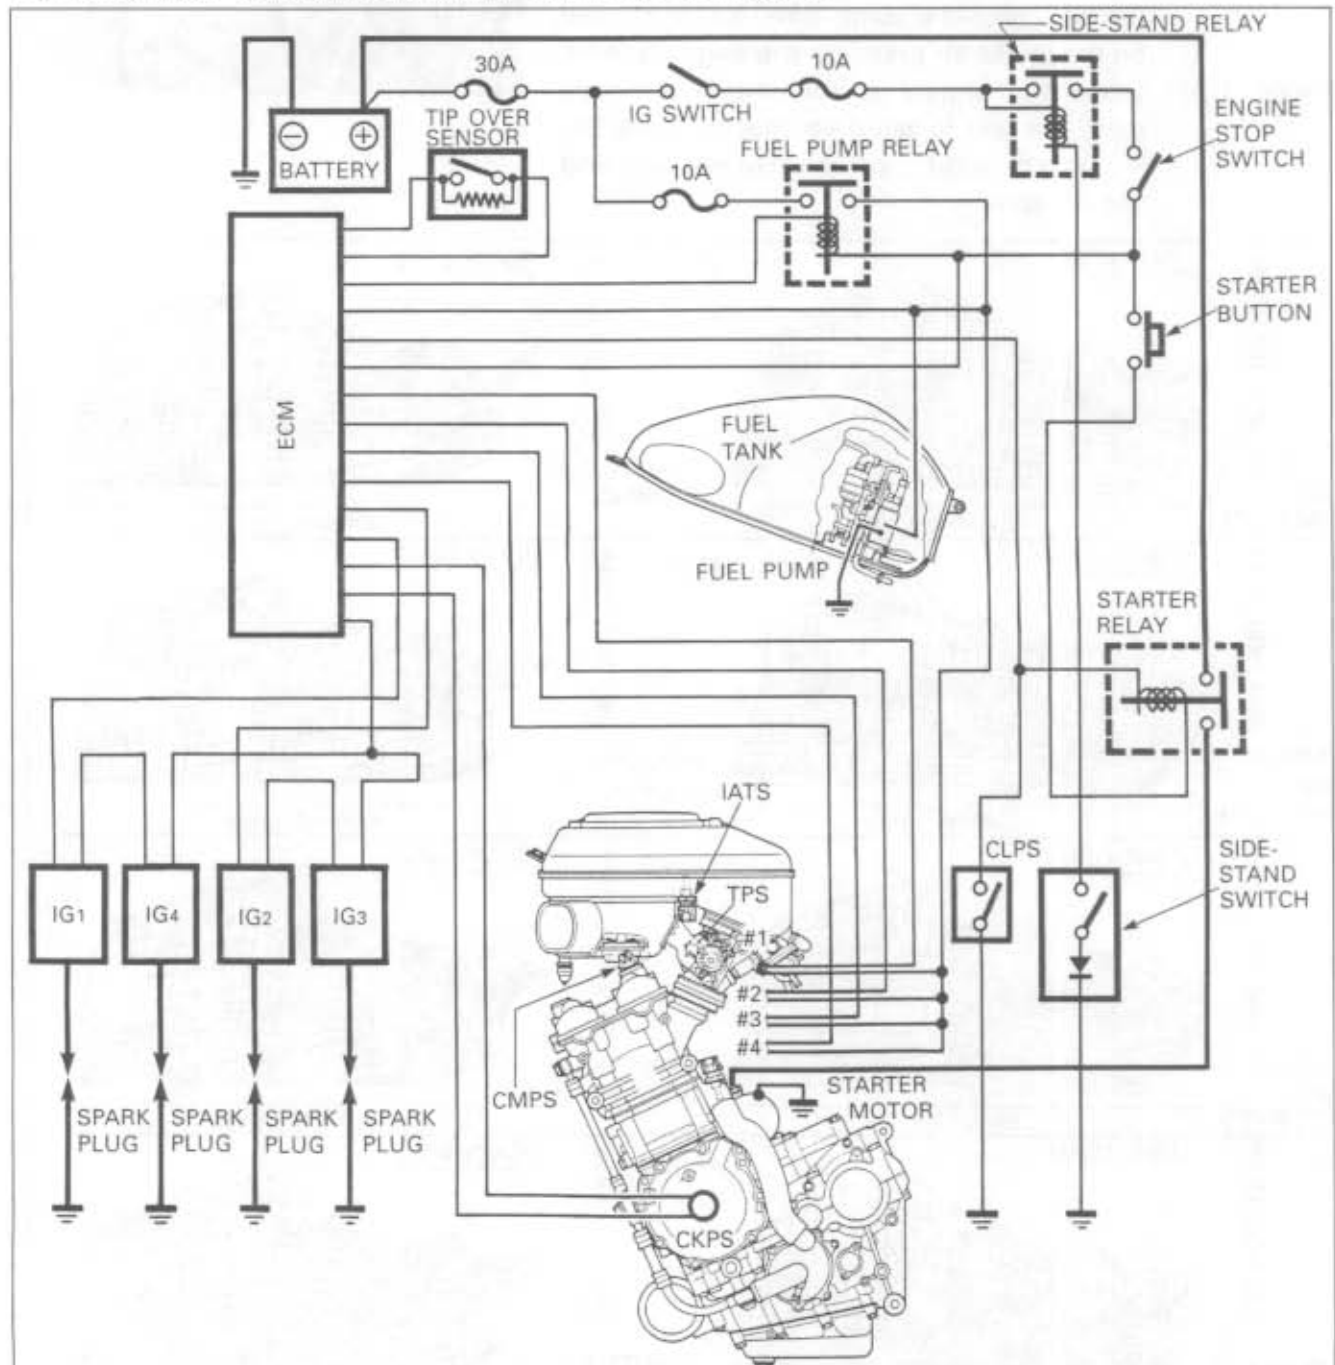 SIDE-STAND RELAY
30A
10A
TIP OVER
SENSOR
IG SWITCH
ENGINE
STOP
SWITCH
BATTERY
FUEL PUMP RELAY
10A
STARTER
BUTTON
ECM
FUEL
TANK
FUEL PUMP
STARTER
RELAY
IATS
TPS
CLPS
SIDE-
STAND
SWITCH
IG1
IG4
IG2
IG3
#1
#2
#3
#4
CMPS
STARTER
MOTOR
SPARK
PLUG
SPARK
PLUG
SPARK
PLUG
SPARK
PLUG
CKPS